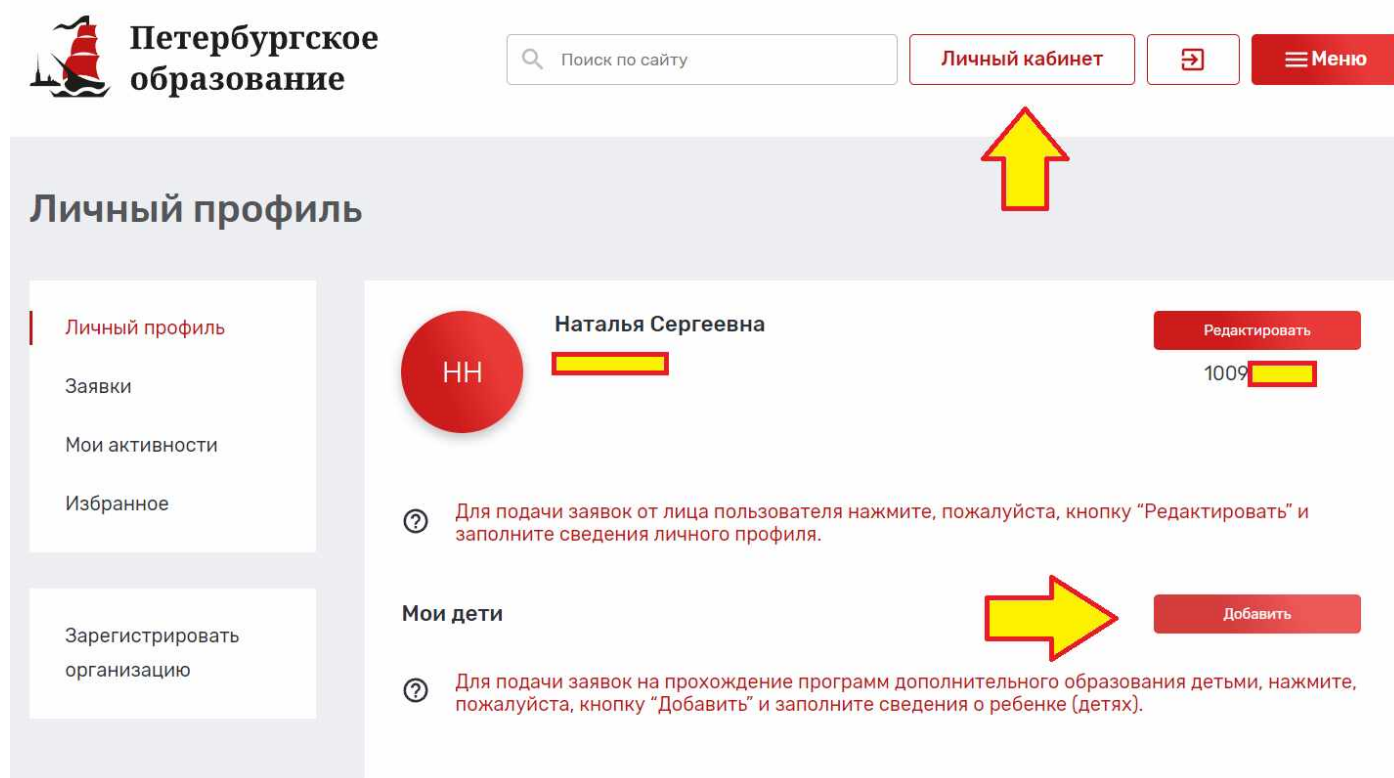 Петербургское
образование
Поиск по сайту
Личный кабинет
Меню
Личный профиль
Личный профиль
Заявки
Мои активности
Избранное
Зарегистрировать
организацию
НН
Наталья Сергеевна
Редактировать
1009
Для подачи заявок от лица пользователя нажмите, пожалуйста, кнопку “Редактировать” и
заполните сведения личного профиля.
Мои дети
Добавить
Для подачи заявок на прохождение программ дополнительного образования детьми, нажмите,
пожалуйста, кнопку “Добавить” и заполните сведения о ребенке (детях).